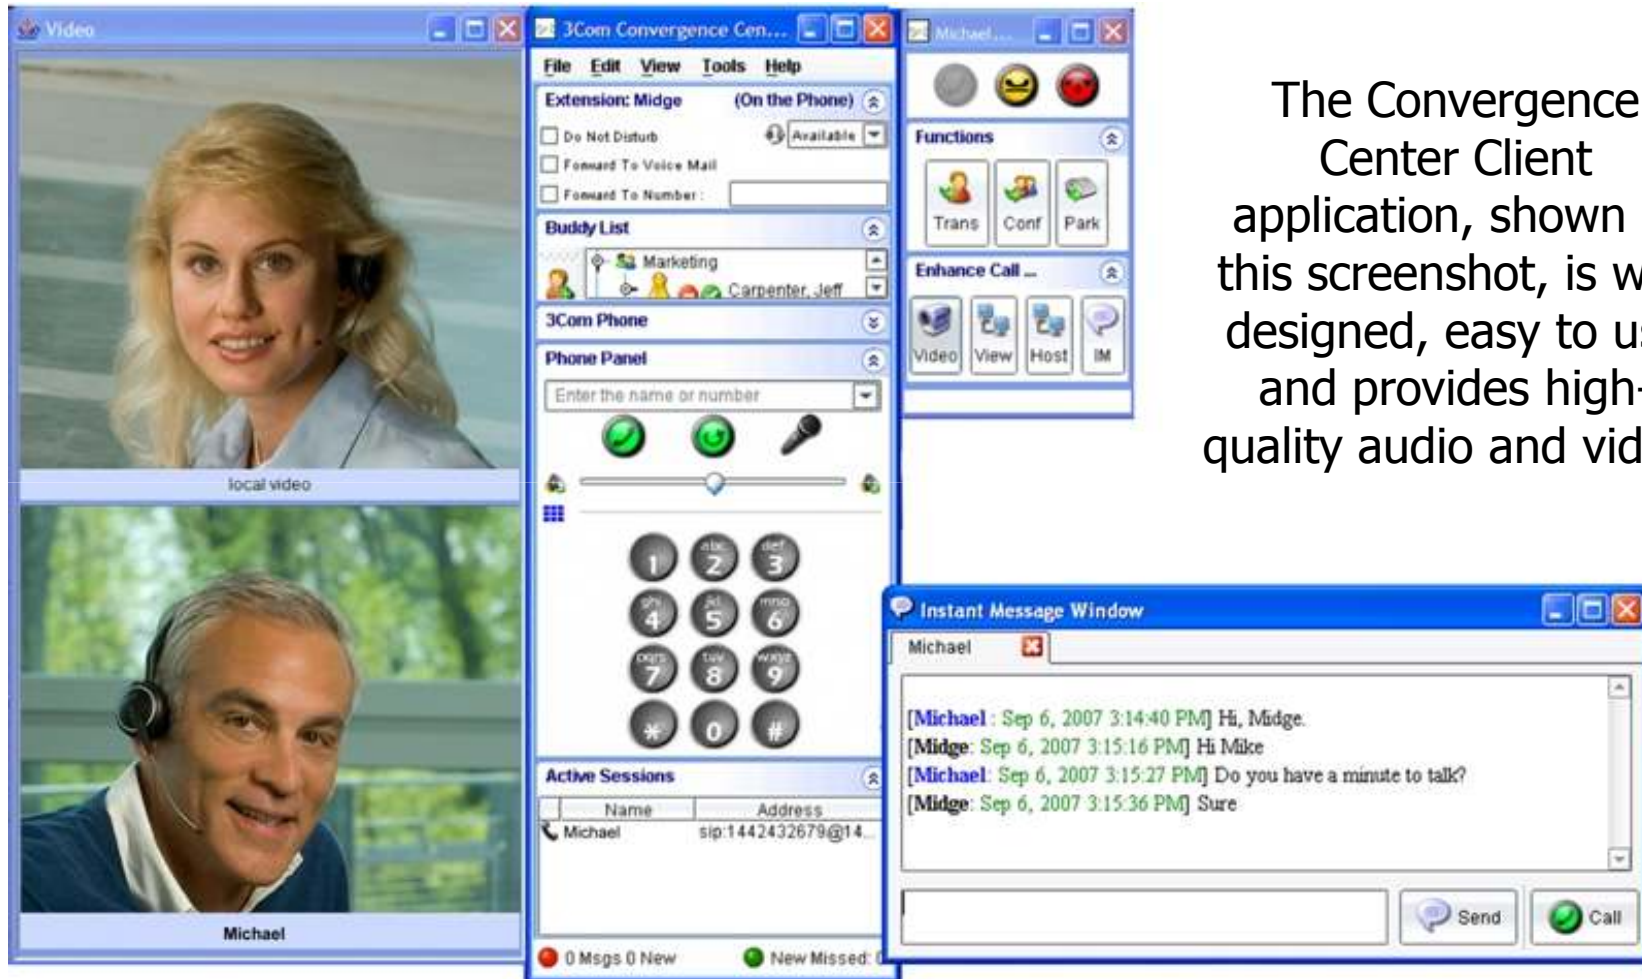 Video
local video
Michael
3Com Convergence Cen...
File Edit View Tools Help
Extension: Midge (On the Phone)
Do Not Disturb Available
Forward To Voice Mail
Forward To Number:
Buddy List
Marketing
Carpenter, Jeff
3Com Phone
Phone Panel
Enter the name or number
1 abc 2 def 3
ghi 4 jkl 5 mno 6
pqrs 7 tuv 8 wxyz 9
* 0 #
Active Sessions
Name Address
Michael sip:1442432679@14...
0 Msgs 0 New New Missed:
Michael...
Functions
Trans Conf Park
Enhance Call ...
Video View Host IM
The Convergence
Center Client
application, shown
this screenshot, is
designed, easy to
and provides high-
quality audio and
Instant Message Window
Michael
[Michael : Sep 6, 2007 3:14:40 PM] Hi, Midge.
[Midge: Sep 6, 2007 3:15:16 PM] Hi Mike
[Michael: Sep 6, 2007 3:15:27 PM] Do you have a minute to talk?
[Midge: Sep 6, 2007 3:15:36 PM] Sure
Send Call